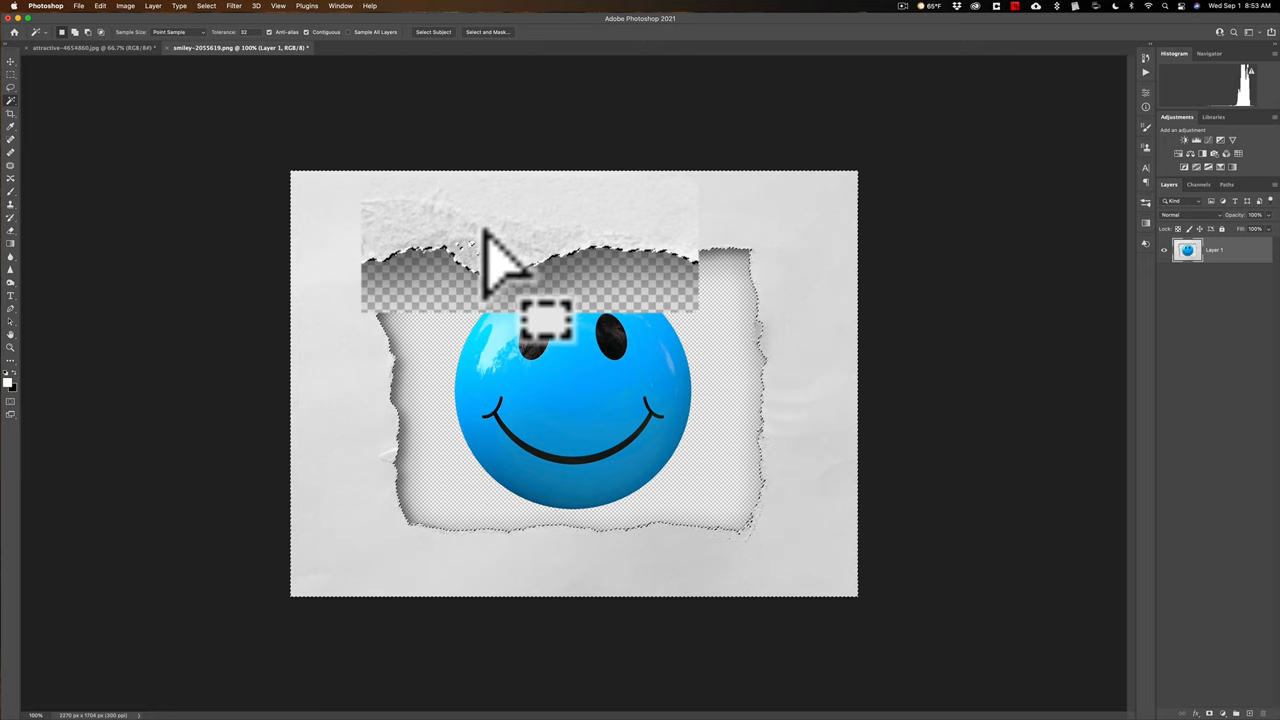 Photoshop File Edit Image Layer Type Select Filter 3D View Plugins Window Help 65°F Wed Sep 1 8:53 AM
Adobe Photoshop 2021
Sample Size: Point Sample Tolerance: 32 Anti-alias Contiguous Sample All Layers Select Subject Select and Mask...
× attractive-4654860.jpg @ 66.7% (RGB/8#) * × smiley-2055619.png @ 100% (Layer 1, RGB/8) *
Histogram Navigator
Adjustments Libraries
Add an adjustment
Layers Channels Paths
Kind
Normal Opacity: 100%
Lock: Fill: 100%
Layer 1
100% 2270 px x 1704 px (300 ppi)